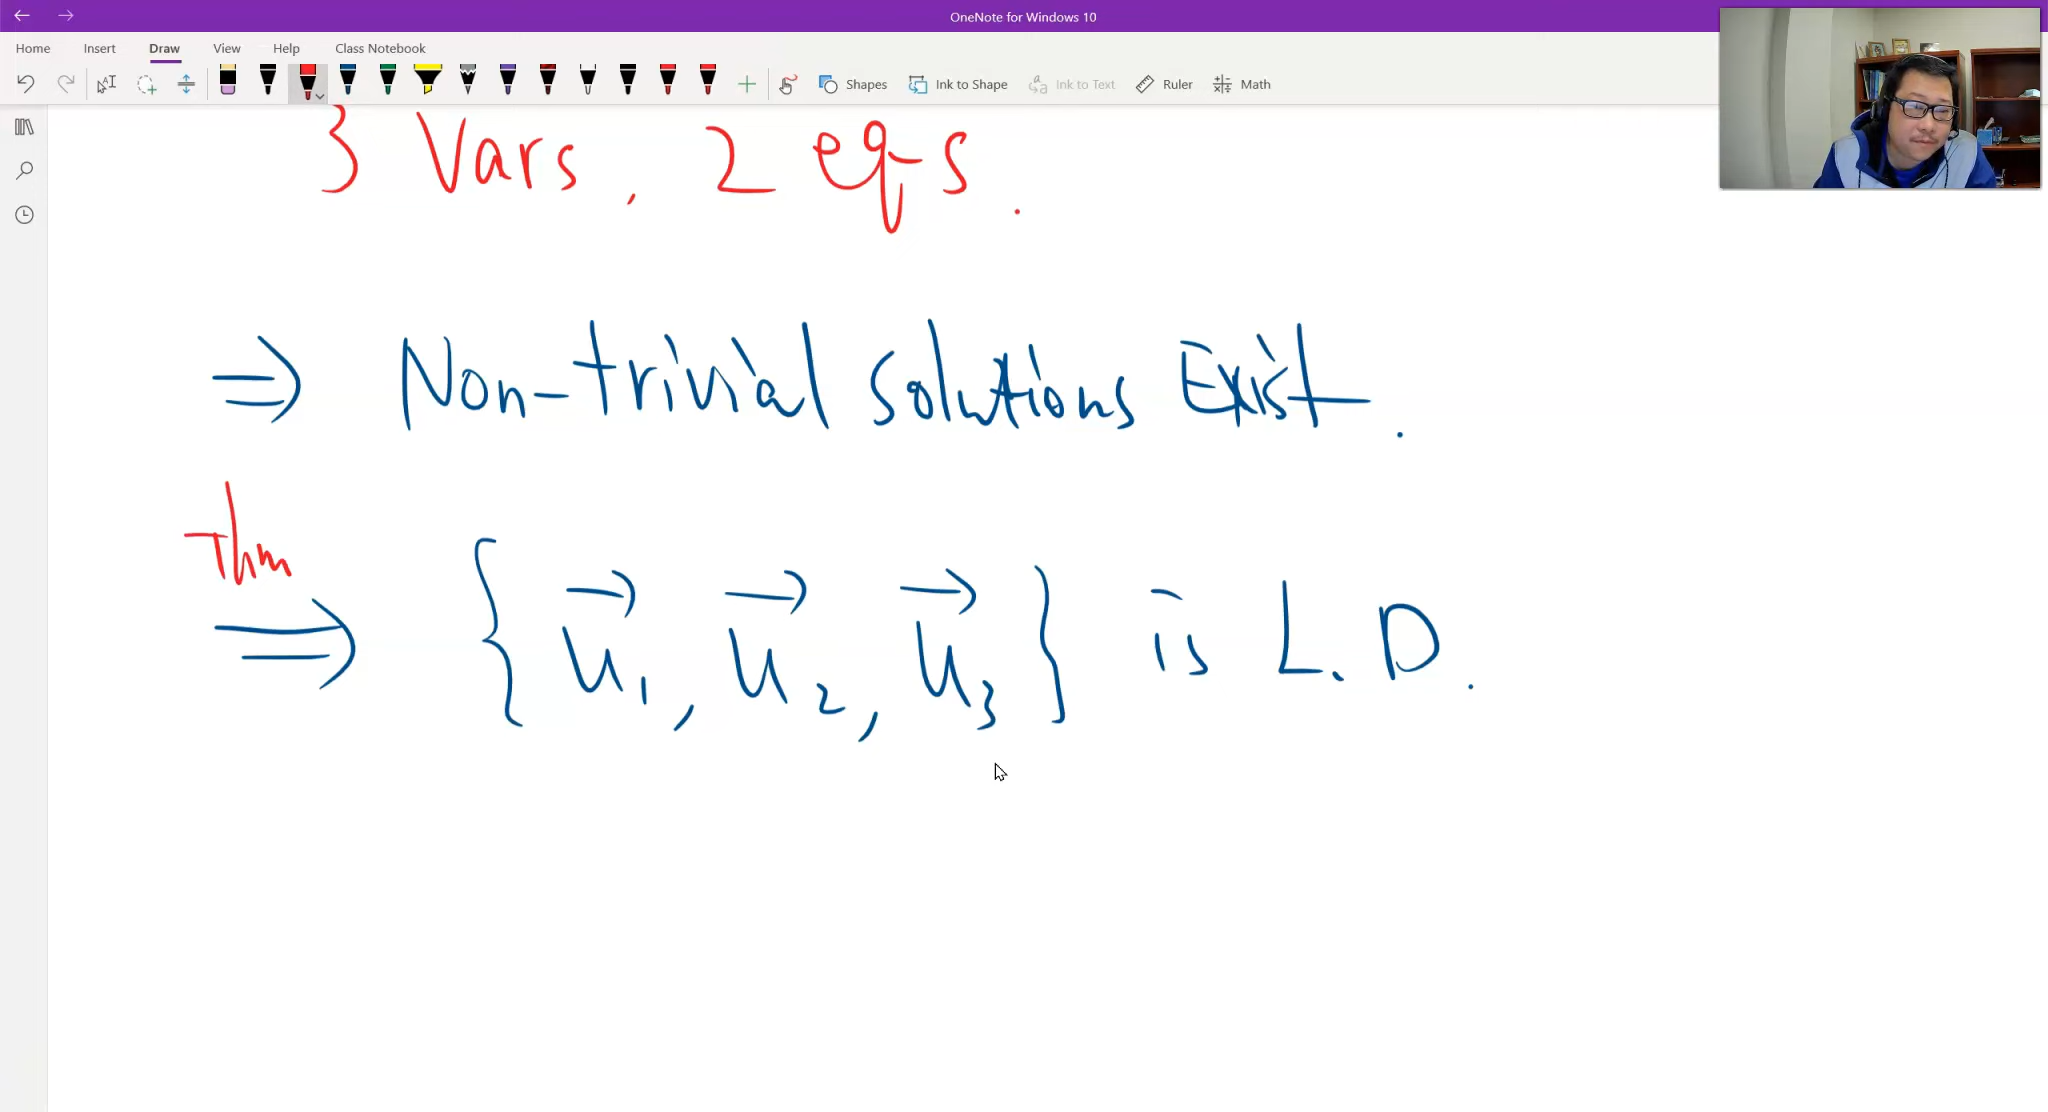 OneNote for Windows 10
Home Insert Draw View Help Class Notebook
Shapes Ink to Shape Ink to Text Ruler Math
3 Vars, 2 eqs.
⇒ Non-trivial solutions Exist.
Thm
⇒ { u⃗₁, u⃗₂, u⃗₃ } is L.D.